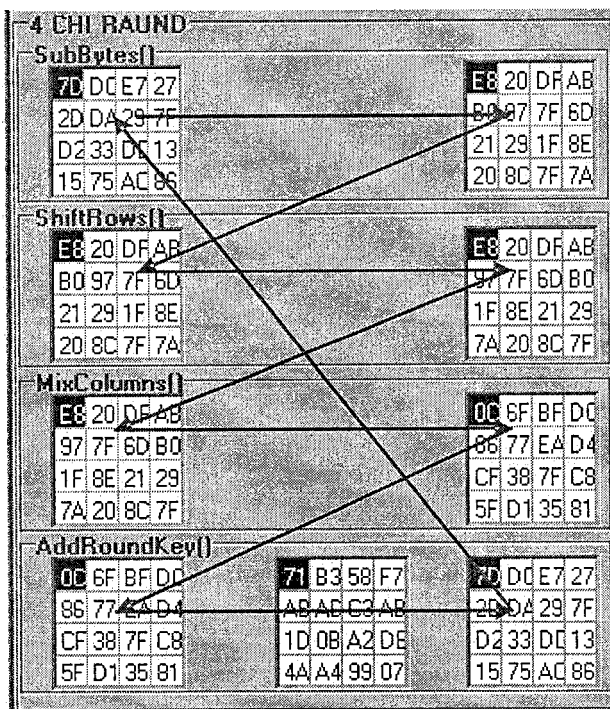 4 CHI RAUND
SubBytes()
7D DC E7 27 E8 20 DF AB
2D DA 29 7F B0 97 7F 6D
D2 33 DD 13 21 29 1F 8E
15 75 AC 86 20 8C 7F 7A
ShiftRows()
E8 20 DF AB E8 20 DF AB
B0 97 7F 6D 97 7F 6D B0
21 29 1F 8E 1F 8E 21 29
20 8C 7F 7A 7A 20 8C 7F
MixColumns()
E8 20 DF AB 0C 6F BF D0
97 7F 6D B0 86 77 EA D4
1F 8E 21 29 CF 38 7F C8
7A 20 8C 7F 5F D1 35 81
AddRoundKey()
0C 6F BF D0 71 B3 58 F7 7D DC E7 27
86 77 EA D4 AB AD C3 AB 2D DA 29 7F
CF 38 7F C8 1D 0B A2 DB D2 33 DD 13
5F D1 35 81 4A A4 99 07 15 75 AC 86